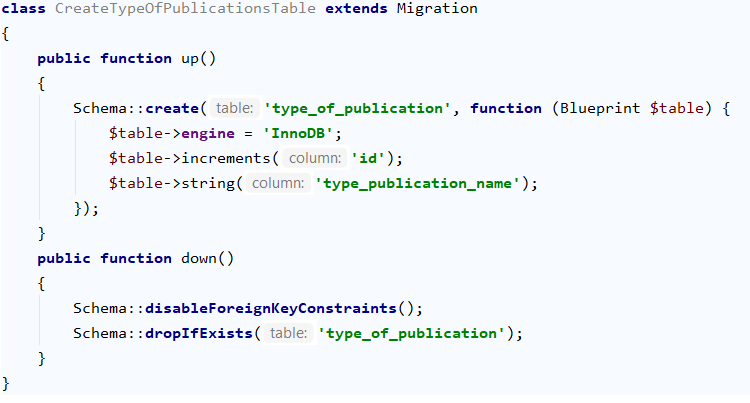 class CreateTypeOfPublicationsTable extends Migration
{
    public function up()
    {
        Schema::create( table: 'type_of_publication', function (Blueprint $table) {
            $table->engine = 'InnoDB';
            $table->increments( column: 'id');
            $table->string( column: 'type_publication_name');
        });
    }
    public function down()
    {
        Schema::disableForeignKeyConstraints();
        Schema::dropIfExists( table: 'type_of_publication');
    }
}